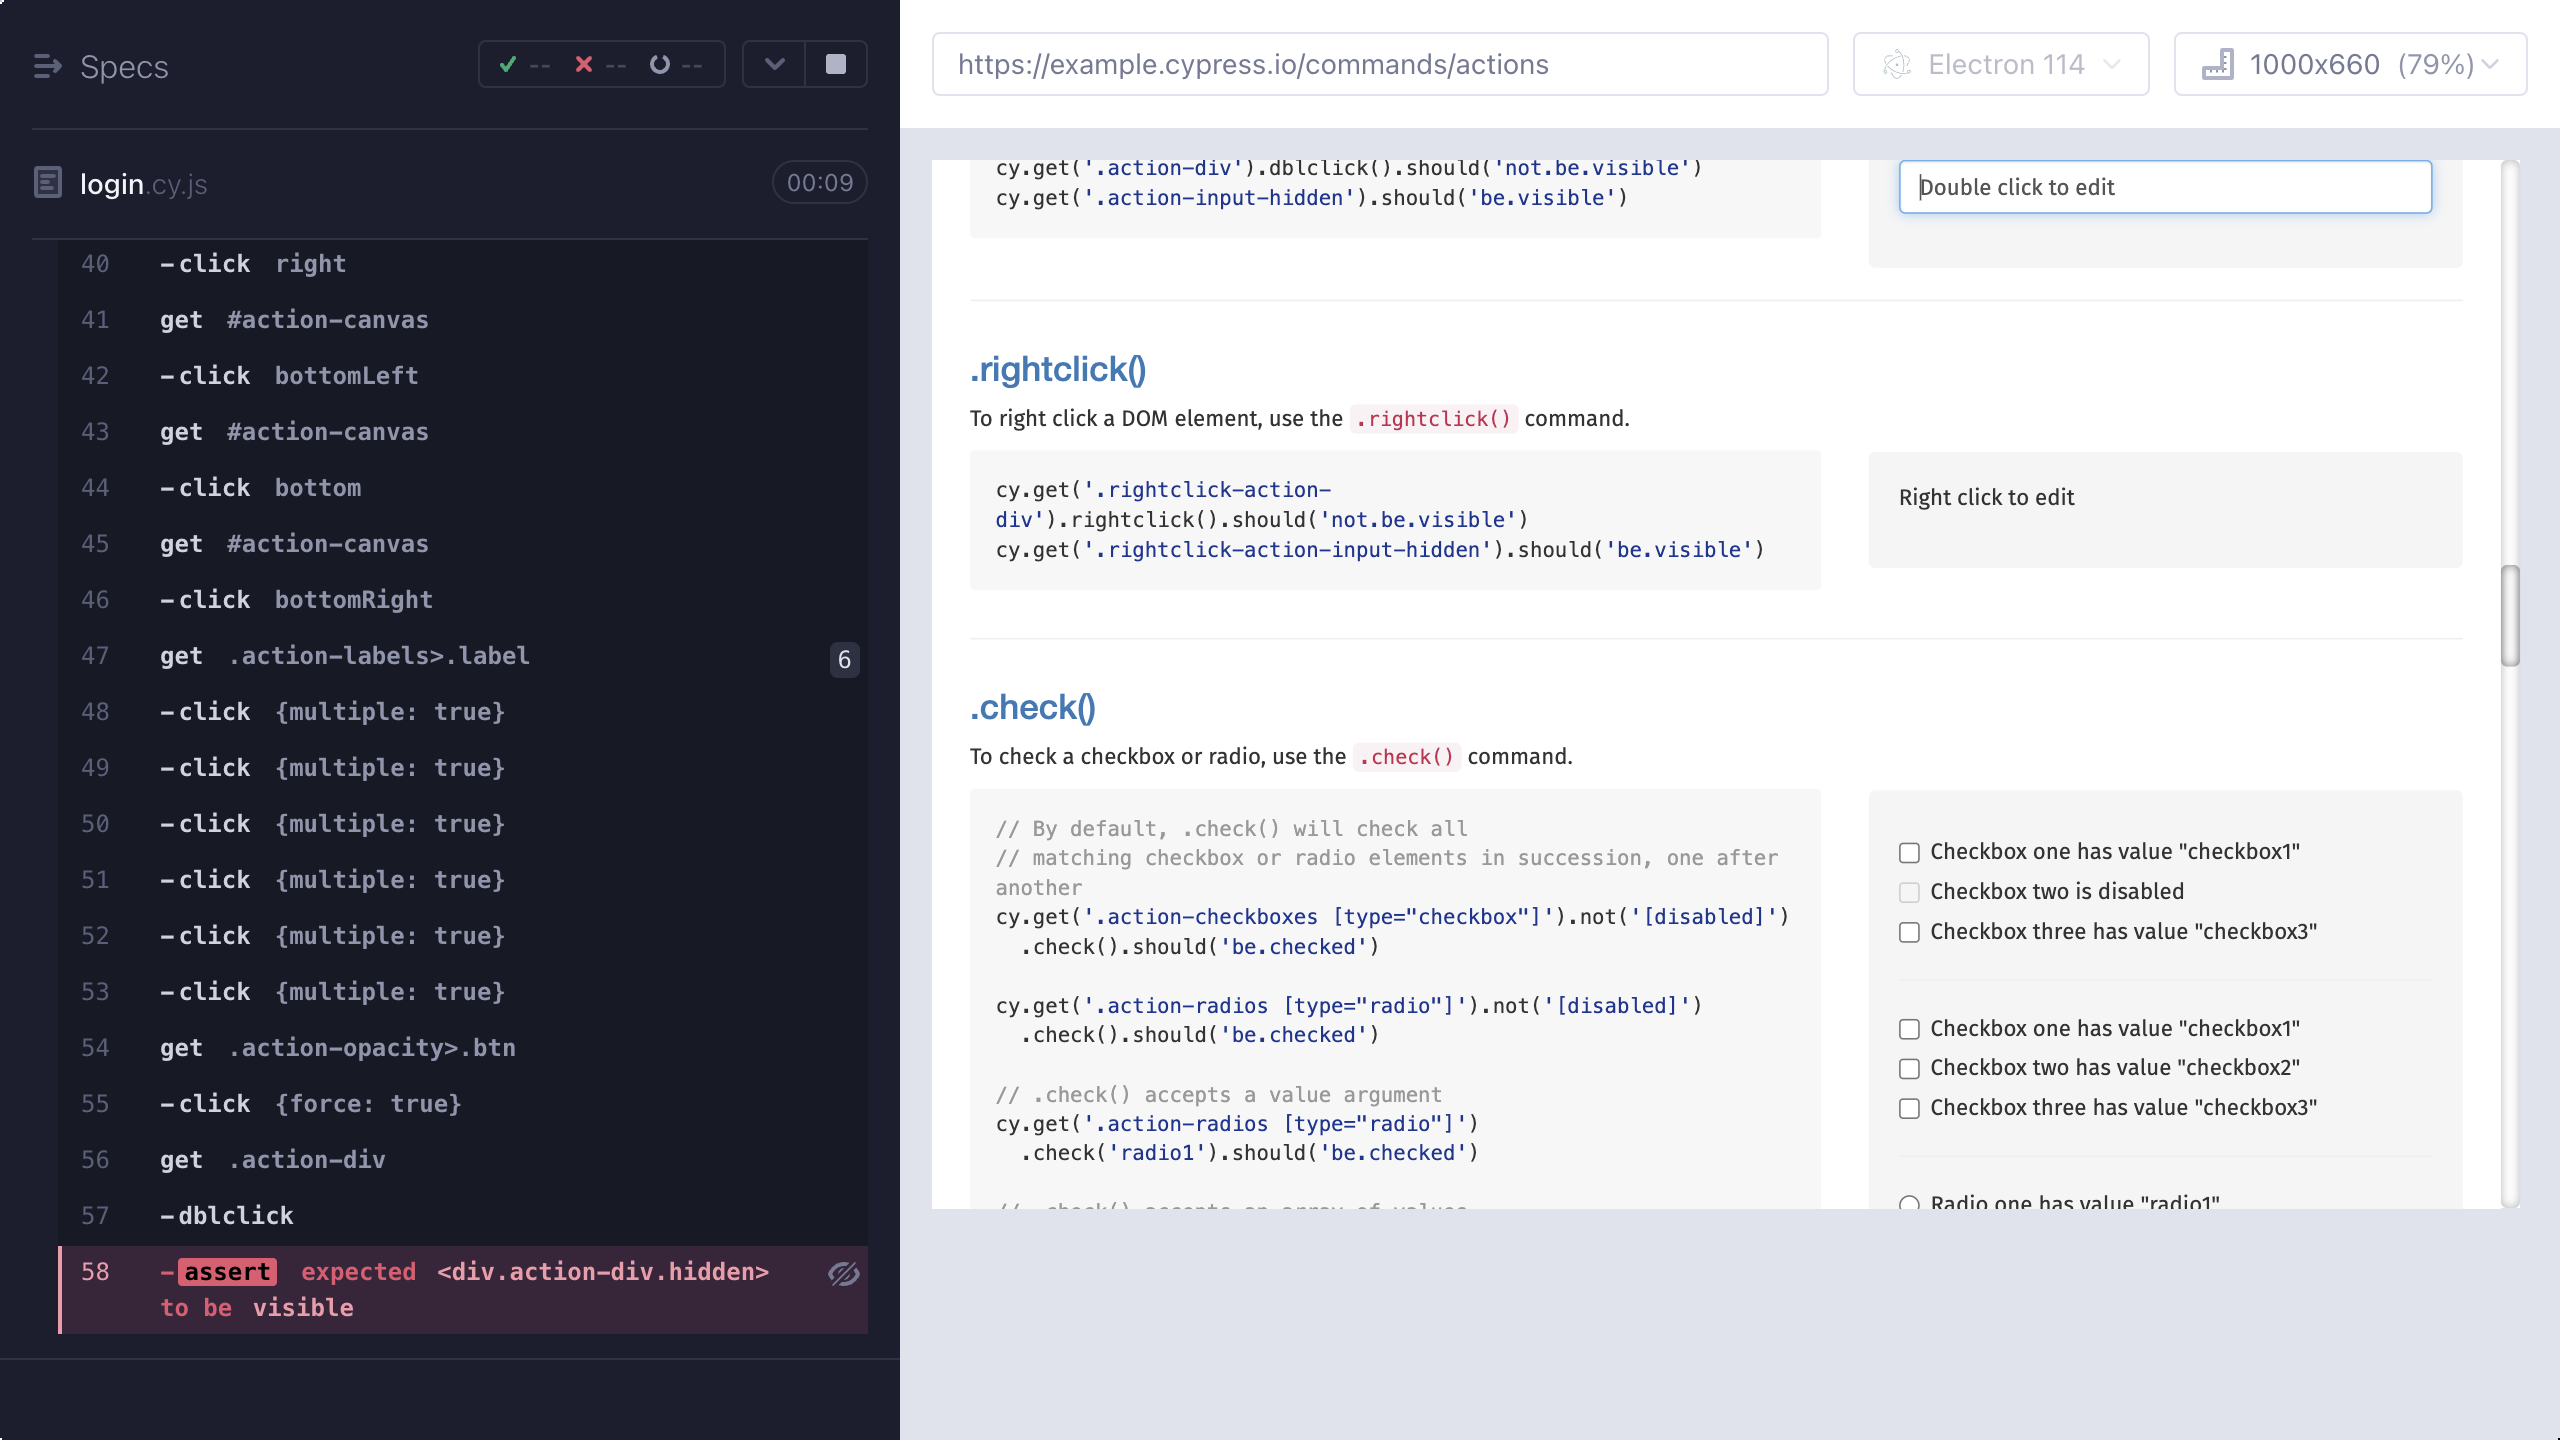 Specs
-- -- --
login.cy.js
00:09
40 -click right
41 get #action-canvas
42 -click bottomLeft
43 get #action-canvas
44 -click bottom
45 get #action-canvas
46 -click bottomRight
47 get .action-labels>.label 6
48 -click {multiple: true}
49 -click {multiple: true}
50 -click {multiple: true}
51 -click {multiple: true}
52 -click {multiple: true}
53 -click {multiple: true}
54 get .action-opacity>.btn
55 -click {force: true}
56 get .action-div
57 -dblclick
58 -assert expected <div.action-div.hidden>
to be visible
https://example.cypress.io/commands/actions
Electron 114
1000x660 (79%)
cy.get('.action-div').dblclick().should('not.be.visible')
cy.get('.action-input-hidden').should('be.visible')
Double click to edit
.rightclick()
To right click a DOM element, use the .rightclick() command.
cy.get('.rightclick-action-
div').rightclick().should('not.be.visible')
cy.get('.rightclick-action-input-hidden').should('be.visible')
Right click to edit
.check()
To check a checkbox or radio, use the .check() command.
// By default, .check() will check all
// matching checkbox or radio elements in succession, one after
another
cy.get('.action-checkboxes [type="checkbox"]').not('[disabled]')
.check().should('be.checked')
cy.get('.action-radios [type="radio"]').not('[disabled]')
.check().should('be.checked')
// .check() accepts a value argument
cy.get('.action-radios [type="radio"]')
.check('radio1').should('be.checked')
// .check() accepts an array of values
Checkbox one has value "checkbox1"
Checkbox two is disabled
Checkbox three has value "checkbox3"
Checkbox one has value "checkbox1"
Checkbox two has value "checkbox2"
Checkbox three has value "checkbox3"
Radio one has value "radio1"